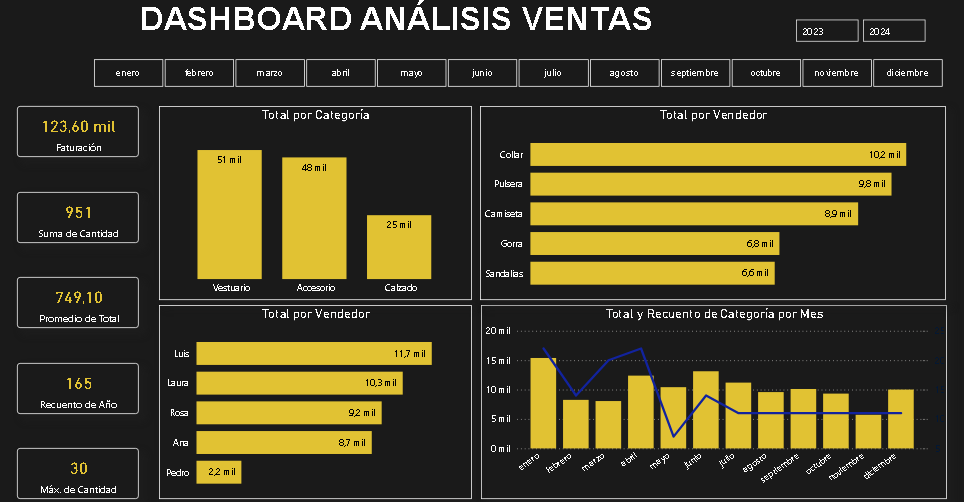 DASHBOARD ANÁLISIS VENTAS
2023 2024
enero febrero marzo abril mayo junio julio agosto septiembre octubre noviembre diciembre
123,60 mil
Faturación
951
Suma de Cantidad
749,10
Promedio de Total
165
Recuento de Año
30
Máx. de Cantidad
Total por Categoría
51 mil
48 mil
25 mil
Vestuario Accesorio Calzado
Total por Vendedor
Collar 10,2 mil
Pulsera 9,8 mil
Camiseta 8,9 mil
Gorra 6,8 mil
Sandalias 6,6 mil
Total por Vendedor
Luis 11,7 mil
Laura 10,3 mil
Rosa 9,2 mil
Ana 8,7 mil
Pedro 2,2 mil
Total y Recuento de Categoría por Mes
20 mil
15 mil
10 mil
5 mil
0 mil
enero febrero marzo abril mayo junio julio agosto septiembre octubre noviembre diciembre